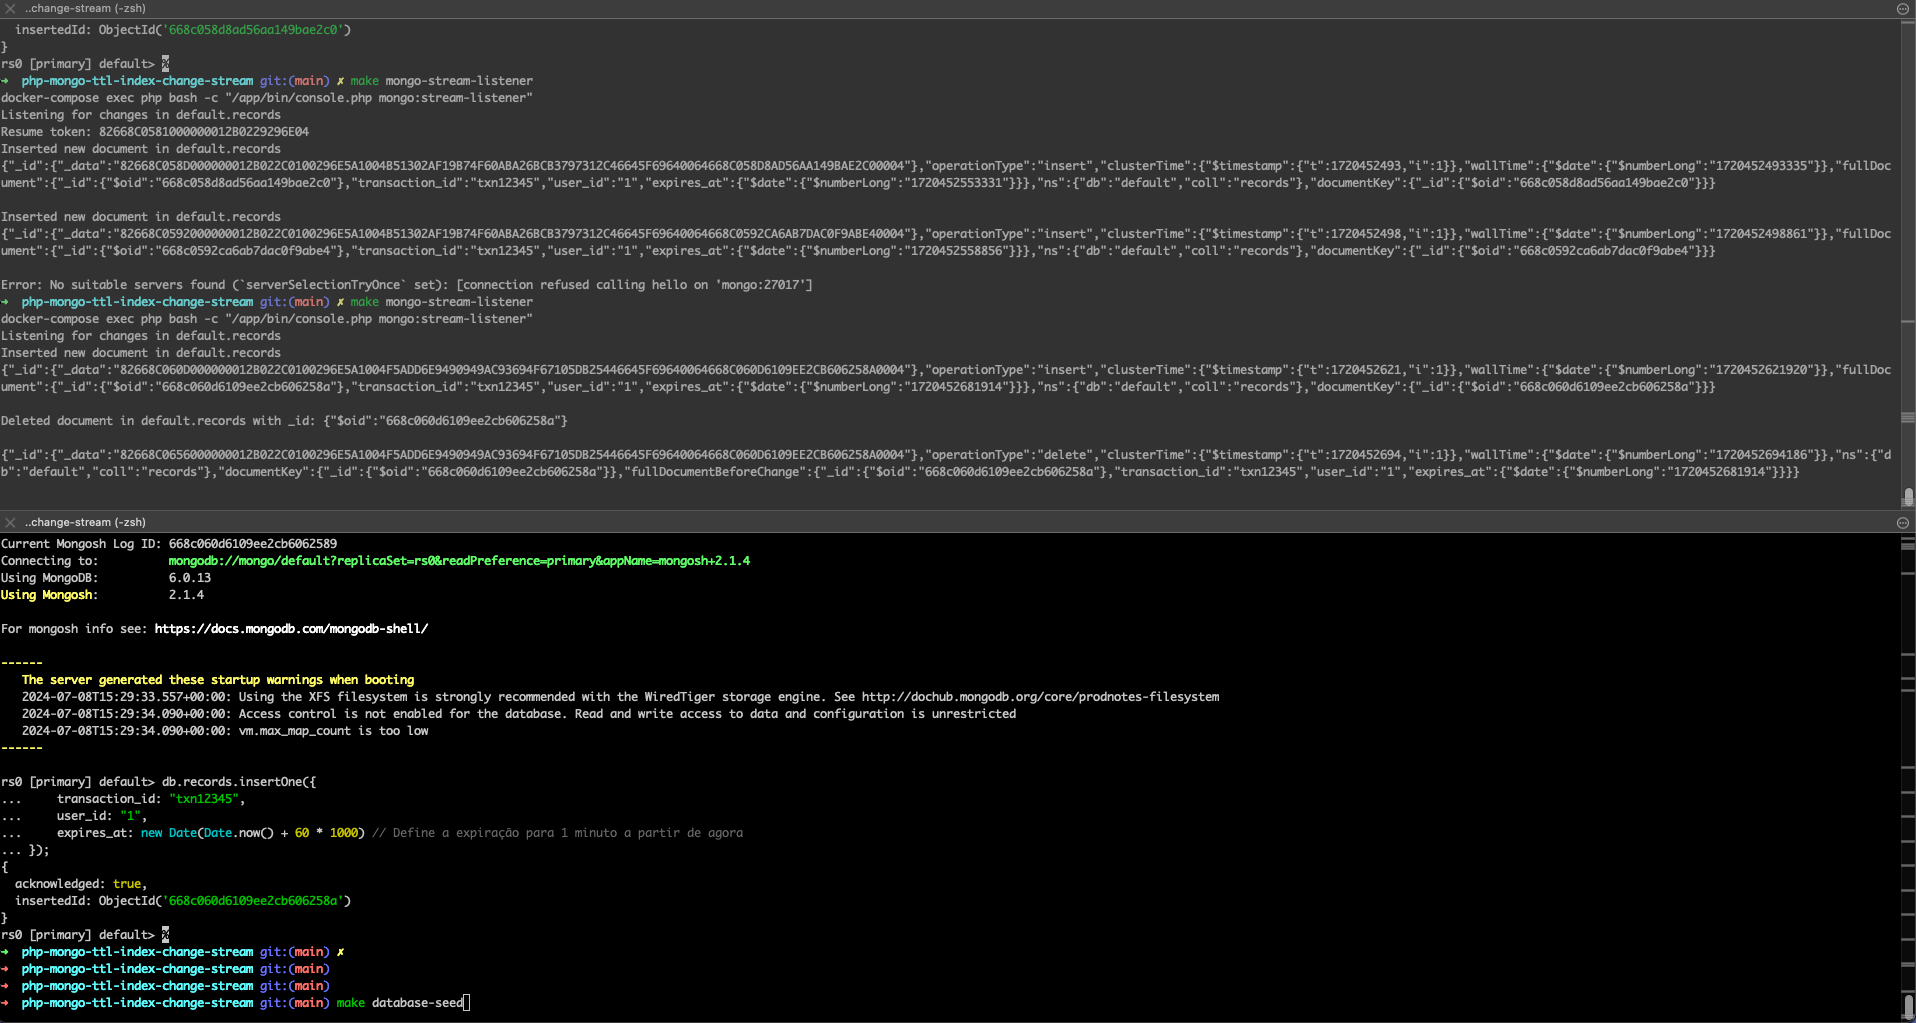 ..change-stream (-zsh)
insertedId: ObjectId('668c058d8ad56aa149bae2c0')
}
rs0 [primary] default>
➜ php-mongo-ttl-index-change-stream git:(main) ✗ make mongo-stream-listener
docker-compose exec php bash -c "/app/bin/console.php mongo:stream-listener"
Listening for changes in default.records
Resume token: 82668C0581000000012B0229296E04
Inserted new document in default.records
{"_id":{"_data":"82668C058D000000012B022C0100296E5A1004B51302AF19B74F60ABA26BCB3797312C46645F69640064668C058D8AD56AA149BAE2C00004"},"operationType":"insert","clusterTime":{"$timestamp":{"t":1720452493,"i":1}},"wallTime":{"$date":{"$numberLong":"1720452493335"}},"fullDoc
ument":{"_id":{"$oid":"668c058d8ad56aa149bae2c0"},"transaction_id":"txn12345","user_id":"1","expires_at":{"$date":{"$numberLong":"1720452553331"}}},"ns":{"db":"default","coll":"records"},"documentKey":{"_id":{"$oid":"668c058d8ad56aa149bae2c0"}}}
Inserted new document in default.records
{"_id":{"_data":"82668C0592000000012B022C0100296E5A1004B51302AF19B74F60ABA26BCB3797312C46645F69640064668C0592CA6AB7DAC0F9ABE40004"},"operationType":"insert","clusterTime":{"$timestamp":{"t":1720452498,"i":1}},"wallTime":{"$date":{"$numberLong":"1720452498861"}},"fullDoc
ument":{"_id":{"$oid":"668c0592ca6ab7dac0f9abe4"},"transaction_id":"txn12345","user_id":"1","expires_at":{"$date":{"$numberLong":"1720452558856"}}},"ns":{"db":"default","coll":"records"},"documentKey":{"_id":{"$oid":"668c0592ca6ab7dac0f9abe4"}}}
Error: No suitable servers found (`serverSelectionTryOnce` set): [connection refused calling hello on 'mongo:27017']
➜ php-mongo-ttl-index-change-stream git:(main) ✗ make mongo-stream-listener
docker-compose exec php bash -c "/app/bin/console.php mongo:stream-listener"
Listening for changes in default.records
Inserted new document in default.records
{"_id":{"_data":"82668C060D000000012B022C0100296E5A1004F5ADD6E9490949AC93694F67105DB25446645F69640064668C060D6109EE2CB606258A0004"},"operationType":"insert","clusterTime":{"$timestamp":{"t":1720452621,"i":1}},"wallTime":{"$date":{"$numberLong":"1720452621920"}},"fullDoc
ument":{"_id":{"$oid":"668c060d6109ee2cb606258a"},"transaction_id":"txn12345","user_id":"1","expires_at":{"$date":{"$numberLong":"1720452681914"}}},"ns":{"db":"default","coll":"records"},"documentKey":{"_id":{"$oid":"668c060d6109ee2cb606258a"}}}
Deleted document in default.records with _id: {"$oid":"668c060d6109ee2cb606258a"}
{"_id":{"_data":"82668C0656000000012B022C0100296E5A1004F5ADD6E9490949AC93694F67105DB25446645F69640064668C060D6109EE2CB606258A0004"},"operationType":"delete","clusterTime":{"$timestamp":{"t":1720452694,"i":1}},"wallTime":{"$date":{"$numberLong":"1720452694186"}},"ns":{"d
b":"default","coll":"records"},"documentKey":{"_id":{"$oid":"668c060d6109ee2cb606258a"}},"fullDocumentBeforeChange":{"_id":{"$oid":"668c060d6109ee2cb606258a"},"transaction_id":"txn12345","user_id":"1","expires_at":{"$date":{"$numberLong":"1720452681914"}}}}
..change-stream (-zsh)
Current Mongosh Log ID: 668c060d6109ee2cb6062589
Connecting to: mongodb://mongo/default?replicaSet=rs0&readPreference=primary&appName=mongosh+2.1.4
Using MongoDB: 6.0.13
Using Mongosh: 2.1.4
For mongosh info see: https://docs.mongodb.com/mongodb-shell/
------
The server generated these startup warnings when booting
2024-07-08T15:29:33.557+00:00: Using the XFS filesystem is strongly recommended with the WiredTiger storage engine. See http://dochub.mongodb.org/core/prodnotes-filesystem
2024-07-08T15:29:34.090+00:00: Access control is not enabled for the database. Read and write access to data and configuration is unrestricted
2024-07-08T15:29:34.090+00:00: vm.max_map_count is too low
------
rs0 [primary] default> db.records.insertOne({
... transaction_id: "txn12345",
... user_id: "1",
... expires_at: new Date(Date.now() + 60 * 1000) // Define a expiração para 1 minuto a partir de agora
... });
{
acknowledged: true,
insertedId: ObjectId('668c060d6109ee2cb606258a')
}
rs0 [primary] default>
➜ php-mongo-ttl-index-change-stream git:(main) ✗
➜ php-mongo-ttl-index-change-stream git:(main)
➜ php-mongo-ttl-index-change-stream git:(main)
➜ php-mongo-ttl-index-change-stream git:(main) make database-seed